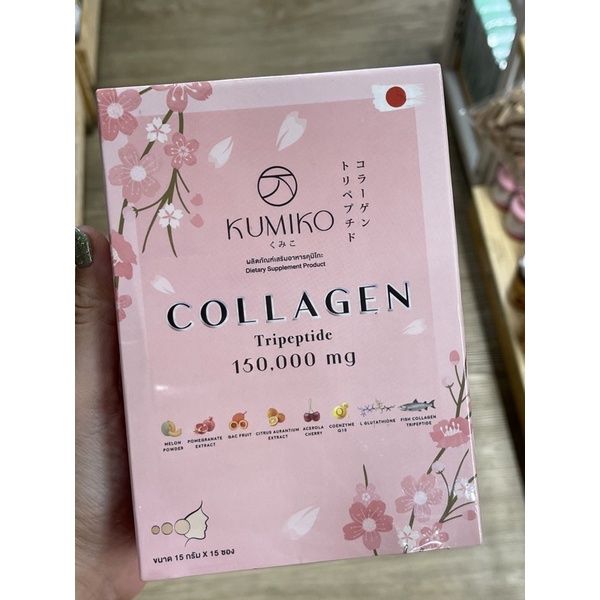 コラーゲン
トリペプチド
KUMIKO
くみこ
ผลิตภัณฑ์เสริมอาหารคุมิโกะ
Dietary Supplement Product
COLLAGEN
Tripeptide
150,000 mg
MELON POWDER
POMEGRANATE EXTRACT
GAC FRUIT
CITRUS AURANTIUM EXTRACT
ACEROLA CHERRY
COENZYME Q10
L GLUTATHIONE
FISH COLLAGEN TRIPEPTIDE
ขนาด 15 กรัม X 15 ซอง